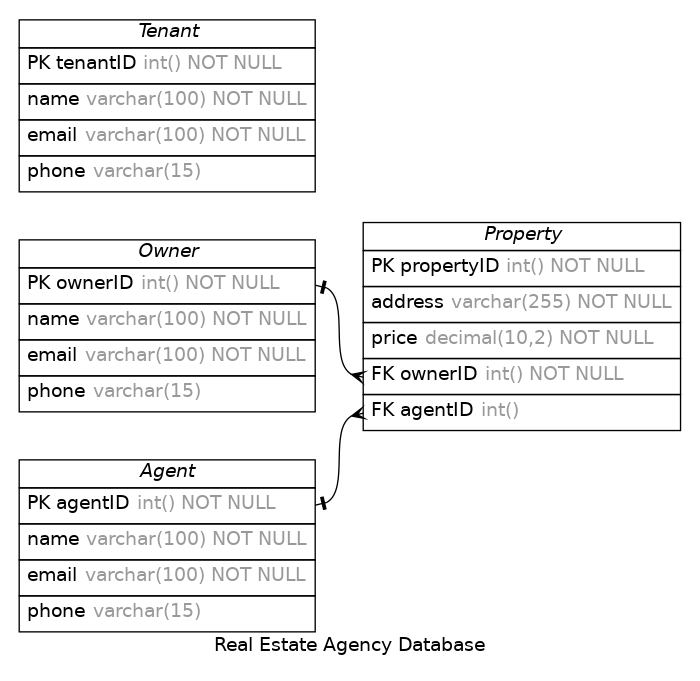 Tenant
PK tenantID int() NOT NULL
name varchar(100) NOT NULL
email varchar(100) NOT NULL
phone varchar(15)
Owner
PK ownerID int() NOT NULL
name varchar(100) NOT NULL
email varchar(100) NOT NULL
phone varchar(15)
Agent
PK agentID int() NOT NULL
name varchar(100) NOT NULL
email varchar(100) NOT NULL
phone varchar(15)
Property
PK propertyID int() NOT NULL
address varchar(255) NOT NULL
price decimal(10,2) NOT NULL
FK ownerID int() NOT NULL
FK agentID int()
Real Estate Agency Database